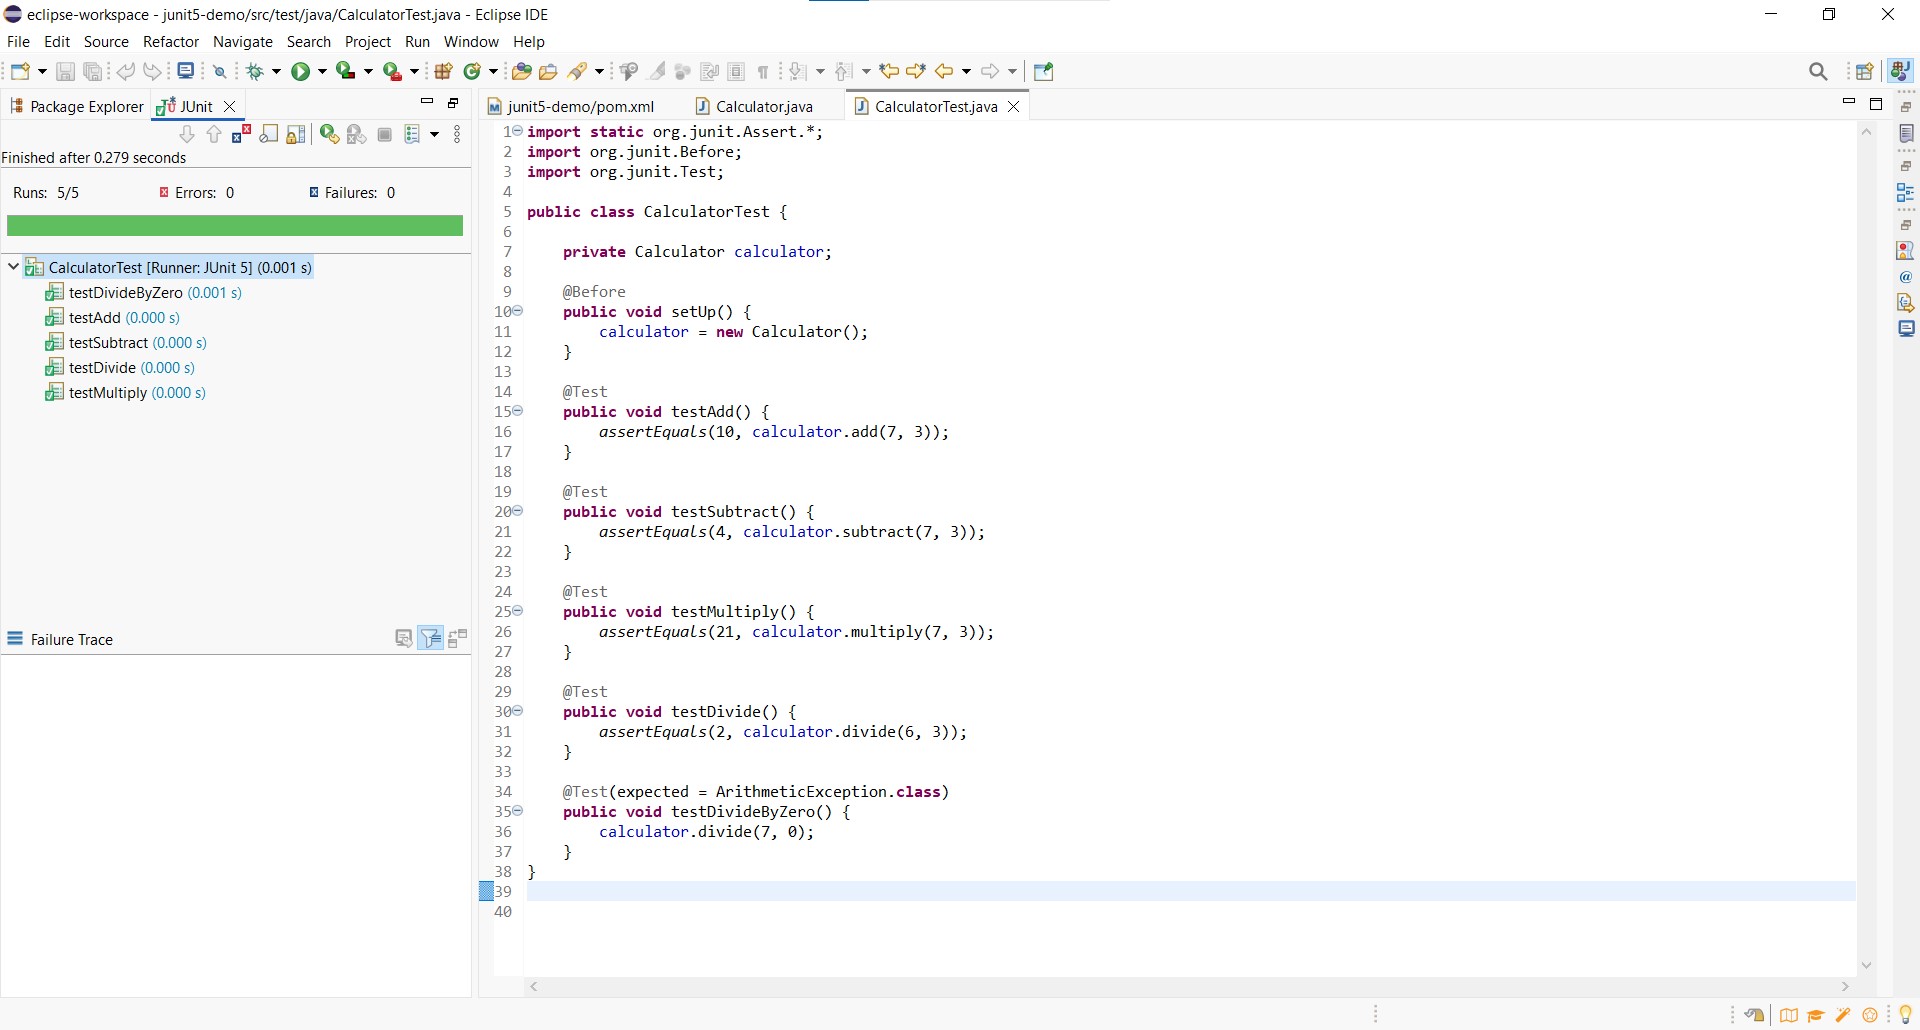 eclipse-workspace - junit5-demo/src/test/java/CalculatorTest.java - Eclipse IDE
File Edit Source Refactor Navigate Search Project Run Window Help
Package Explorer JUnit
Finished after 0.279 seconds
Runs: 5/5 Errors: 0 Failures: 0
CalculatorTest [Runner: JUnit 5] (0.001 s)
testDivideByZero (0.001 s)
testAdd (0.000 s)
testSubtract (0.000 s)
testDivide (0.000 s)
testMultiply (0.000 s)
Failure Trace
junit5-demo/pom.xml Calculator.java CalculatorTest.java
1 import static org.junit.Assert.*;
2 import org.junit.Before;
3 import org.junit.Test;
4
5 public class CalculatorTest {
6
7     private Calculator calculator;
8
9     @Before
10     public void setUp() {
11         calculator = new Calculator();
12     }
13
14     @Test
15     public void testAdd() {
16         assertEquals(10, calculator.add(7, 3));
17     }
18
19     @Test
20     public void testSubtract() {
21         assertEquals(4, calculator.subtract(7, 3));
22     }
23
24     @Test
25     public void testMultiply() {
26         assertEquals(21, calculator.multiply(7, 3));
27     }
28
29     @Test
30     public void testDivide() {
31         assertEquals(2, calculator.divide(6, 3));
32     }
33
34     @Test(expected = ArithmeticException.class)
35     public void testDivideByZero() {
36         calculator.divide(7, 0);
37     }
38 }
39
40